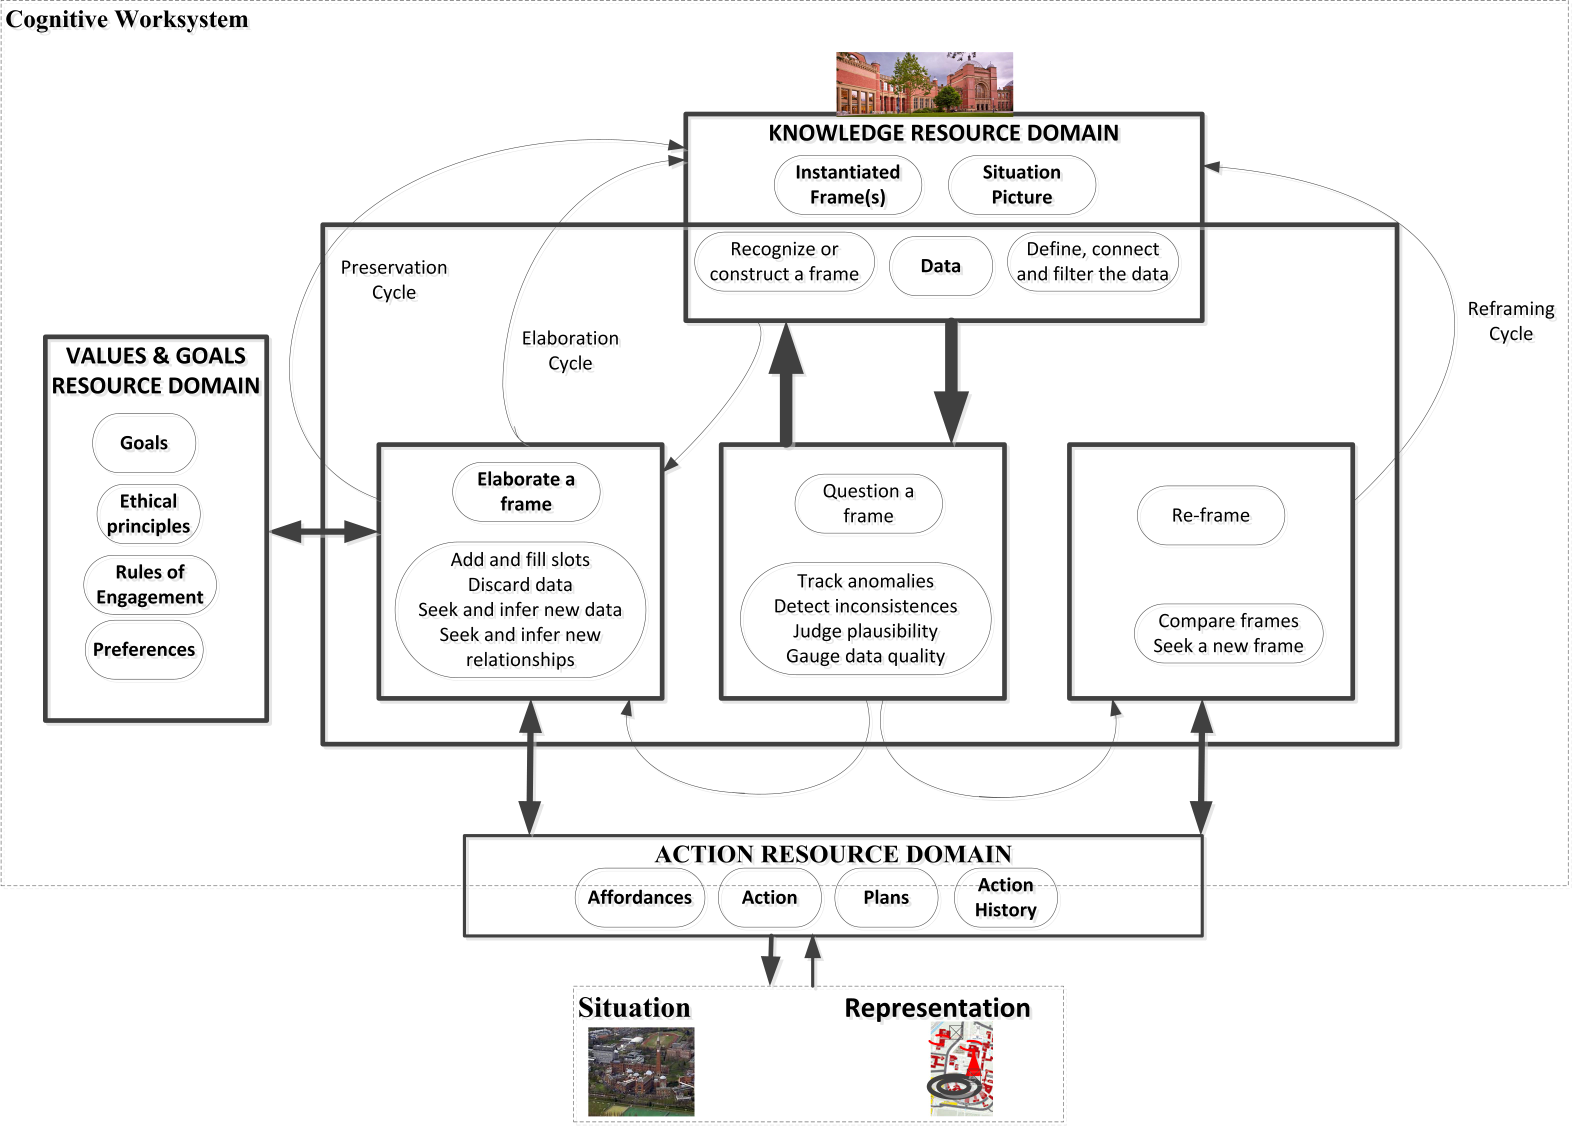 Cognitive Worksystem
KNOWLEDGE RESOURCE DOMAIN
Instantiated
Frame(s)
Situation
Picture
Recognize or
construct a frame
Data
Define, connect
and filter the data
Preservation
Cycle
Elaboration
Cycle
Reframing
Cycle
VALUES & GOALS
RESOURCE DOMAIN
Goals
Ethical
principles
Rules of
Engagement
Preferences
Elaborate a
frame
Add and fill slots
Discard data
Seek and infer new data
Seek and infer new
relationships
Question a
frame
Track anomalies
Detect inconsistences
Judge plausibility
Gauge data quality
Re-frame
Compare frames
Seek a new frame
ACTION RESOURCE DOMAIN
Affordances
Action
Plans
Action
History
Situation
Representation